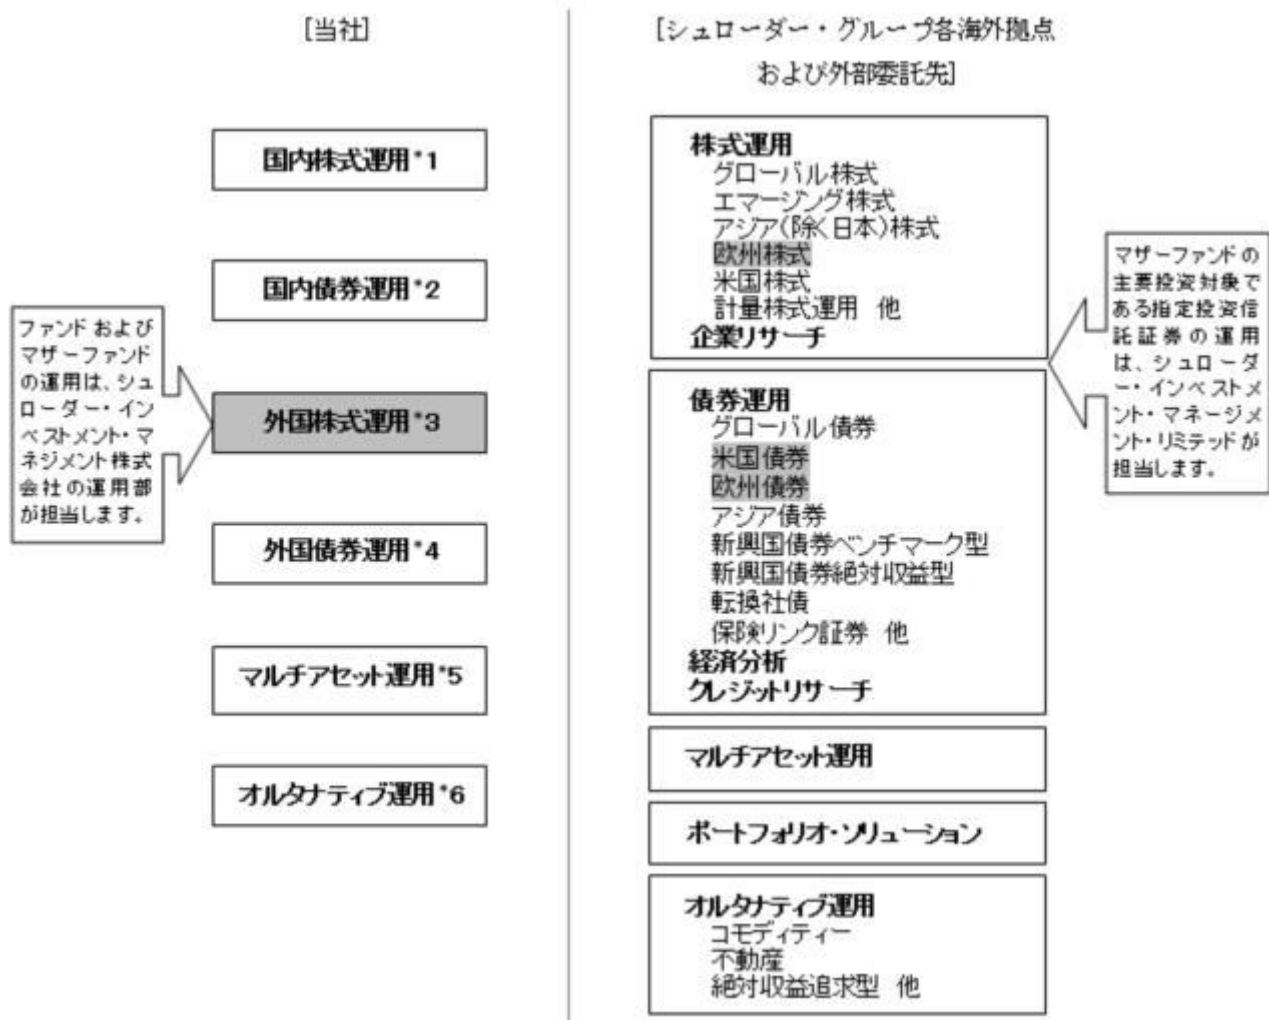 [当社]
国内株式運用*1
国内債券運用*2
ファンドおよび
マザーファンド
の運用は、シュ
ローダー・イン
ベストメント・マ
ネジメント株式
会社の運用部
が担当します。
外国株式運用*3
外国債券運用*4
マルチアセット運用*5
オルタナティブ運用*6
[シュローダー・グループ各海外拠点
および外部委託先]
株式運用
グローバル株式
エマージング株式
アジア(除く日本)株式
欧州株式
米国株式
計量株式運用 他
企業リサーチ
債券運用
グローバル債券
米国債券
欧州債券
アジア債券
新興国債券ベンチマーク型
新興国債券絶対収益型
転換社債
保険リンク証券 他
経済分析
クレジットリサーチ
マルチアセット運用
ポートフォリオ・ソリューション
オルタナティブ運用
コモディティー
不動産
絶対収益追求型 他
マザーファンドの
主要投資対象で
ある指定投資信
託証券の運用
は、シュローダ
ー・インベストメ
ント・マネージメ
ント・リミテッドが
担当します。